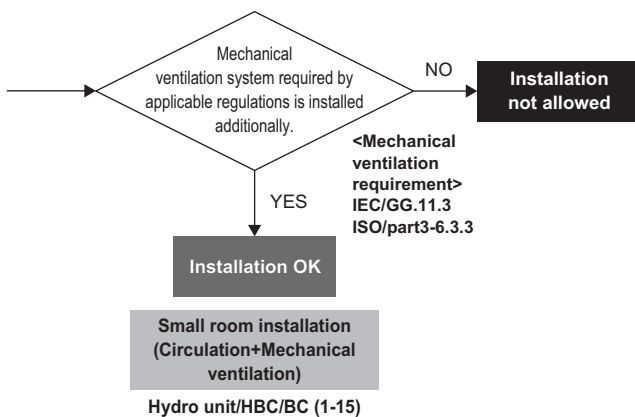 Mechanical
ventilation system required by
applicable regulations is installed
additionally.
NO
Installation
not allowed
<Mechanical
ventilation
requirement>
IEC/GG.11.3
ISO/part3-6.3.3
YES
Installation OK
Small room installation
(Circulation+Mechanical
ventilation)
Hydro unit/HBC/BC (1-15)